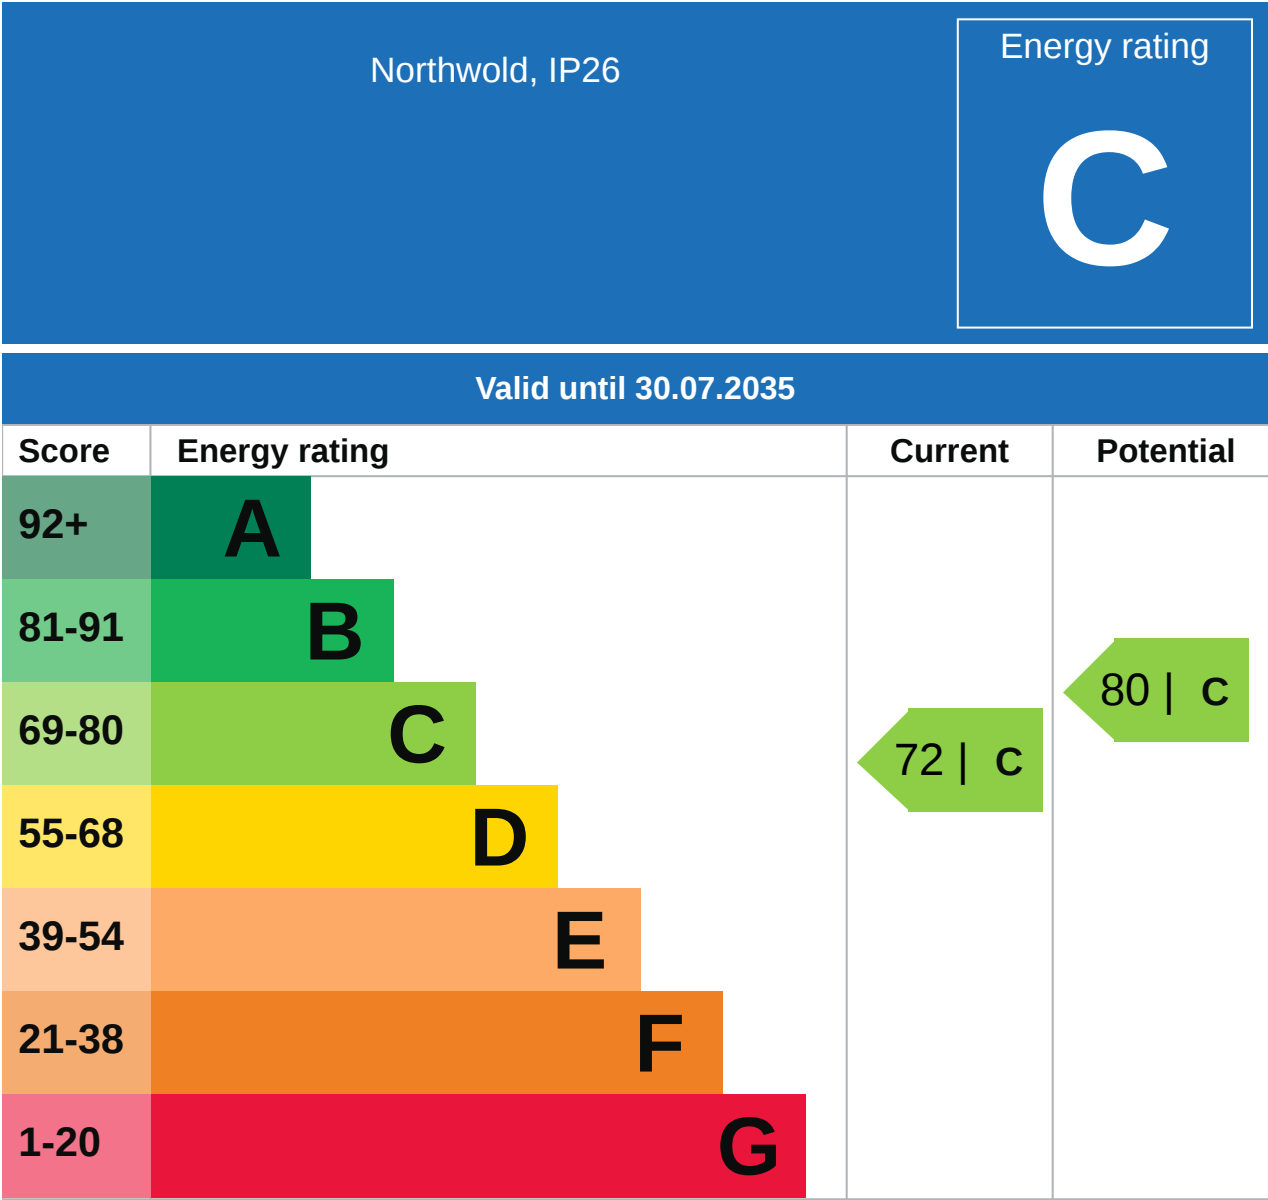 Northwold, IP26
Energy rating
C
Valid until 30.07.2035
Score Energy rating Current Potential
92+ A
81-91 B
69-80 C
55-68 D
39-54 E
21-38 F
1-20 G
72 | C
80 | C